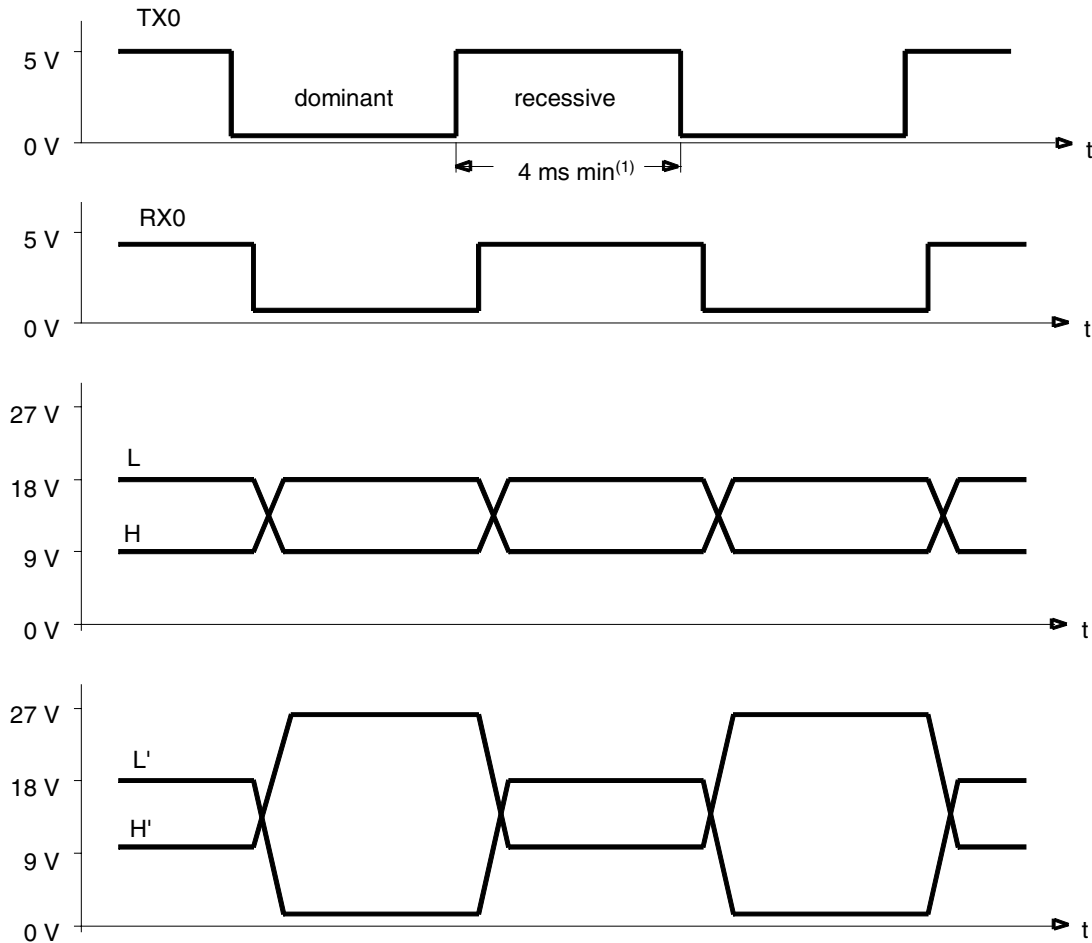 TX0
5 V
dominant recessive
0 V
t
4 ms min(1)
RX0
5 V
0 V
t
27 V
L
18 V
H
9 V
0 V
t
27 V
L'
18 V
H'
9 V
0 V
t